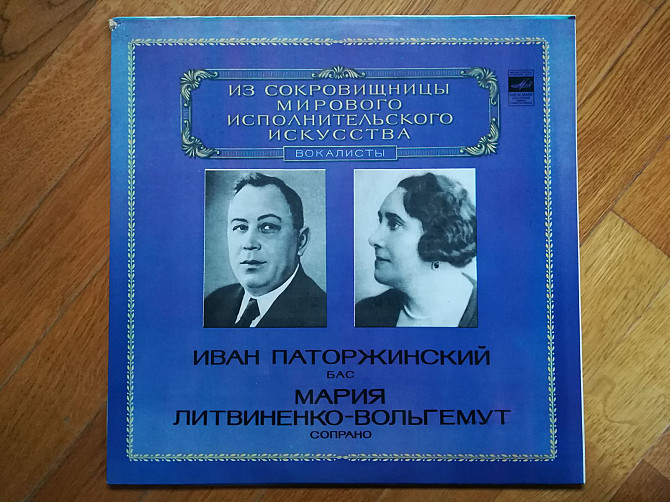 ИЗ СОКРОВИЩНИЦЫ
МИРОВОГО
ИСПОЛНИТЕЛЬСКОГО
ИСКУССТВА
ВОКАЛИСТЫ
ИВАН ПАТОРЖИНСКИЙ
БАС
МАРИЯ
ЛИТВИНЕНКО-ВОЛЬГЕМУТ
СОПРАНО